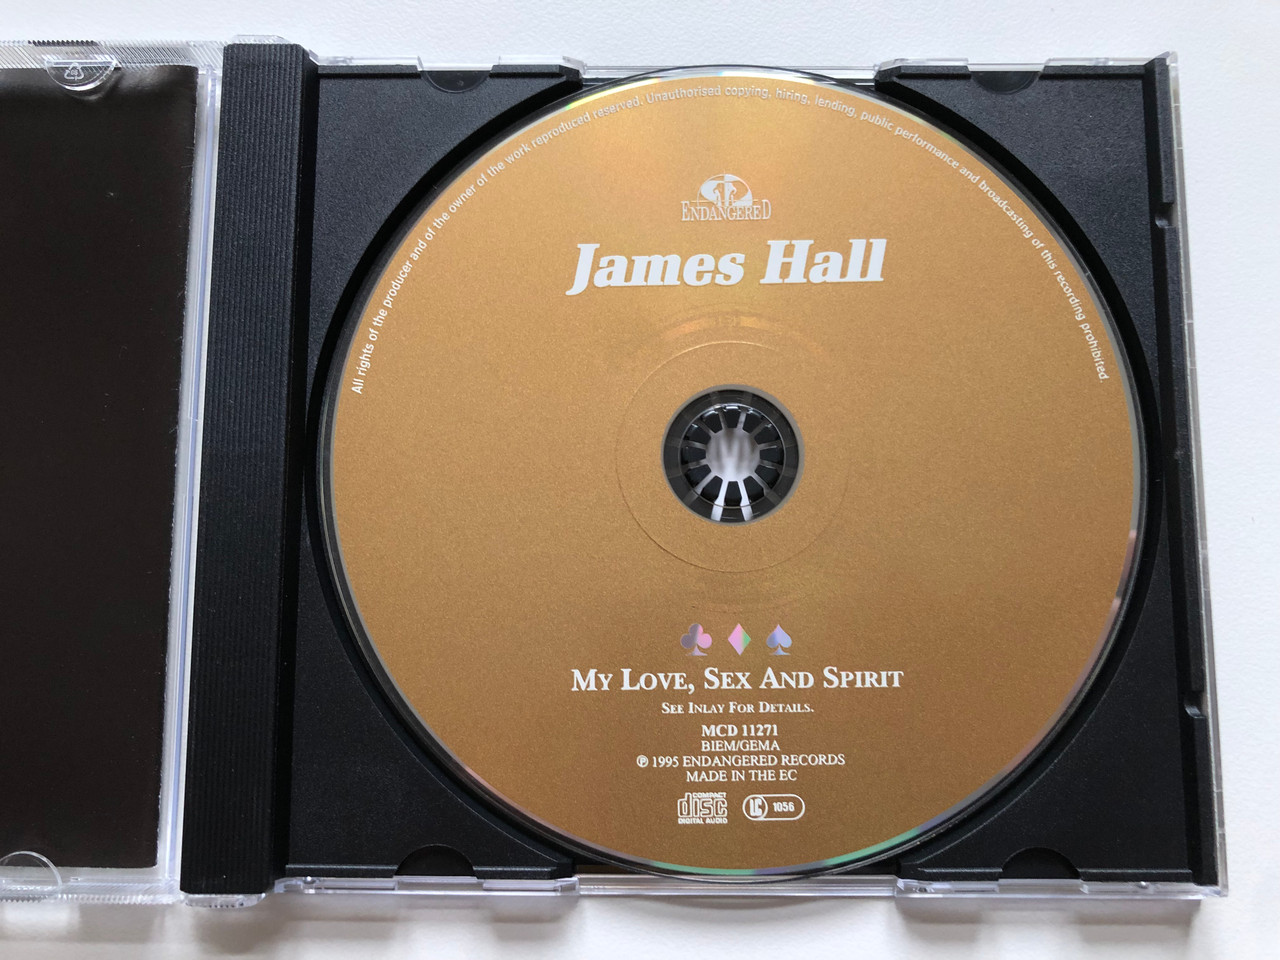 All rights of the producer and of the owner of the work reproduced reserved. Unauthorised copying, hiring, lending, public performance and broadcasting of this recording prohibited.
ENDANGERED
James Hall
MY LOVE, SEX AND SPIRIT
SEE INLAY FOR DETAILS.
MCD 11271
BIEM/GEMA
℗ 1995 ENDANGERED RECORDS
MADE IN THE EC
COMPACT
disc
DIGITAL AUDIO
LC 1056